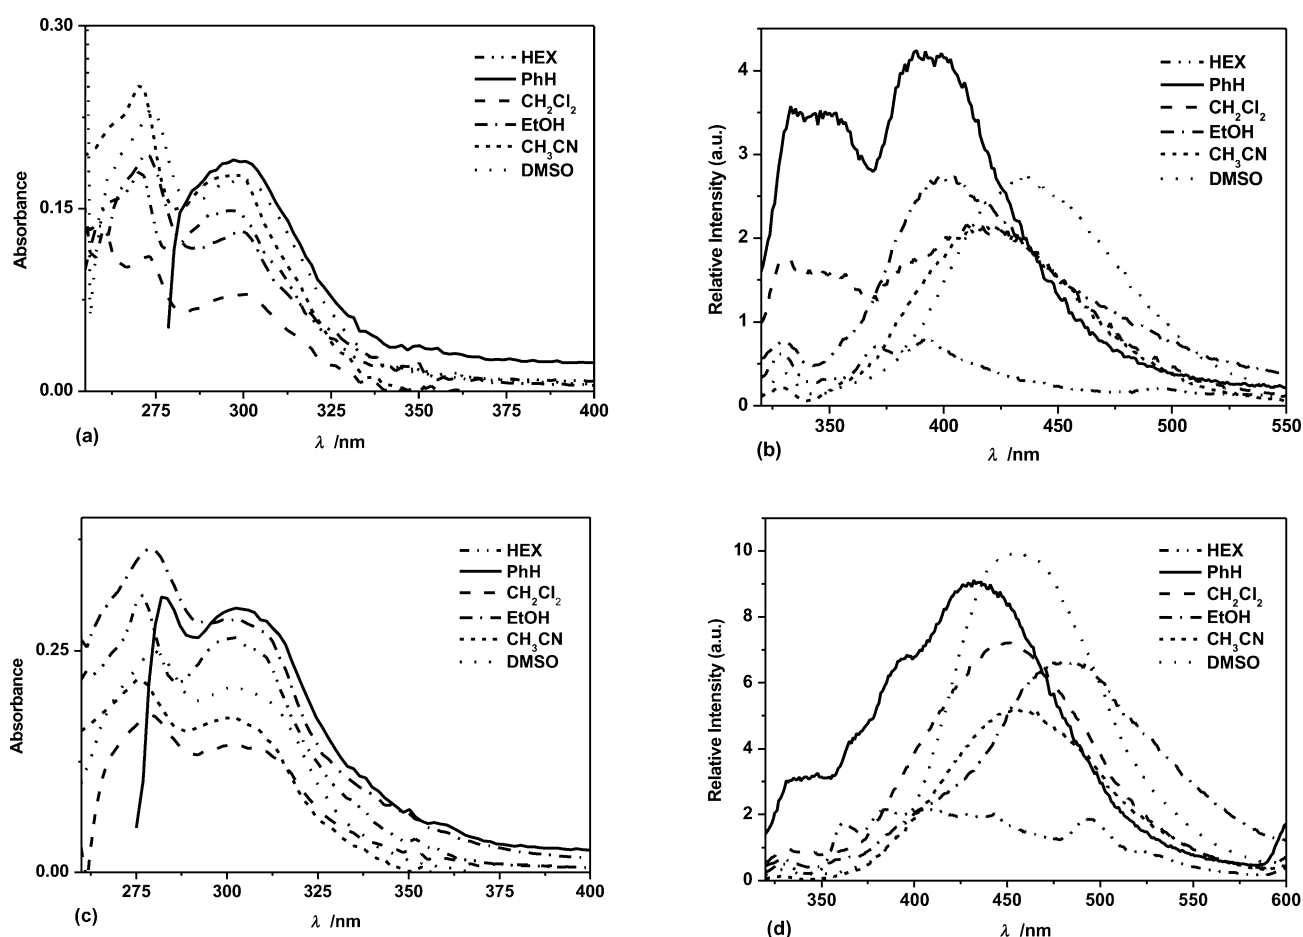 0.30
HEX
PhH
CH2Cl2
EtOH
CH3CN
DMSO
Absorbance
0.15
0.00
275
300
325
350
375
400
(a)
λ /nm
4
3
2
1
0
HEX
PhH
CH2Cl2
EtOH
CH3CN
DMSO
Relative Intensity (a.u.)
350
400
450
500
550
(b)
λ /nm
HEX
PhH
CH2Cl2
EtOH
CH3CN
DMSO
0.25
Absorbance
0.00
275
300
325
350
375
400
(c)
λ /nm
10
8
6
4
2
0
HEX
PhH
CH2Cl2
EtOH
CH3CN
DMSO
Relative Intensity (a.u.)
350
400
450
500
550
600
(d)
λ /nm